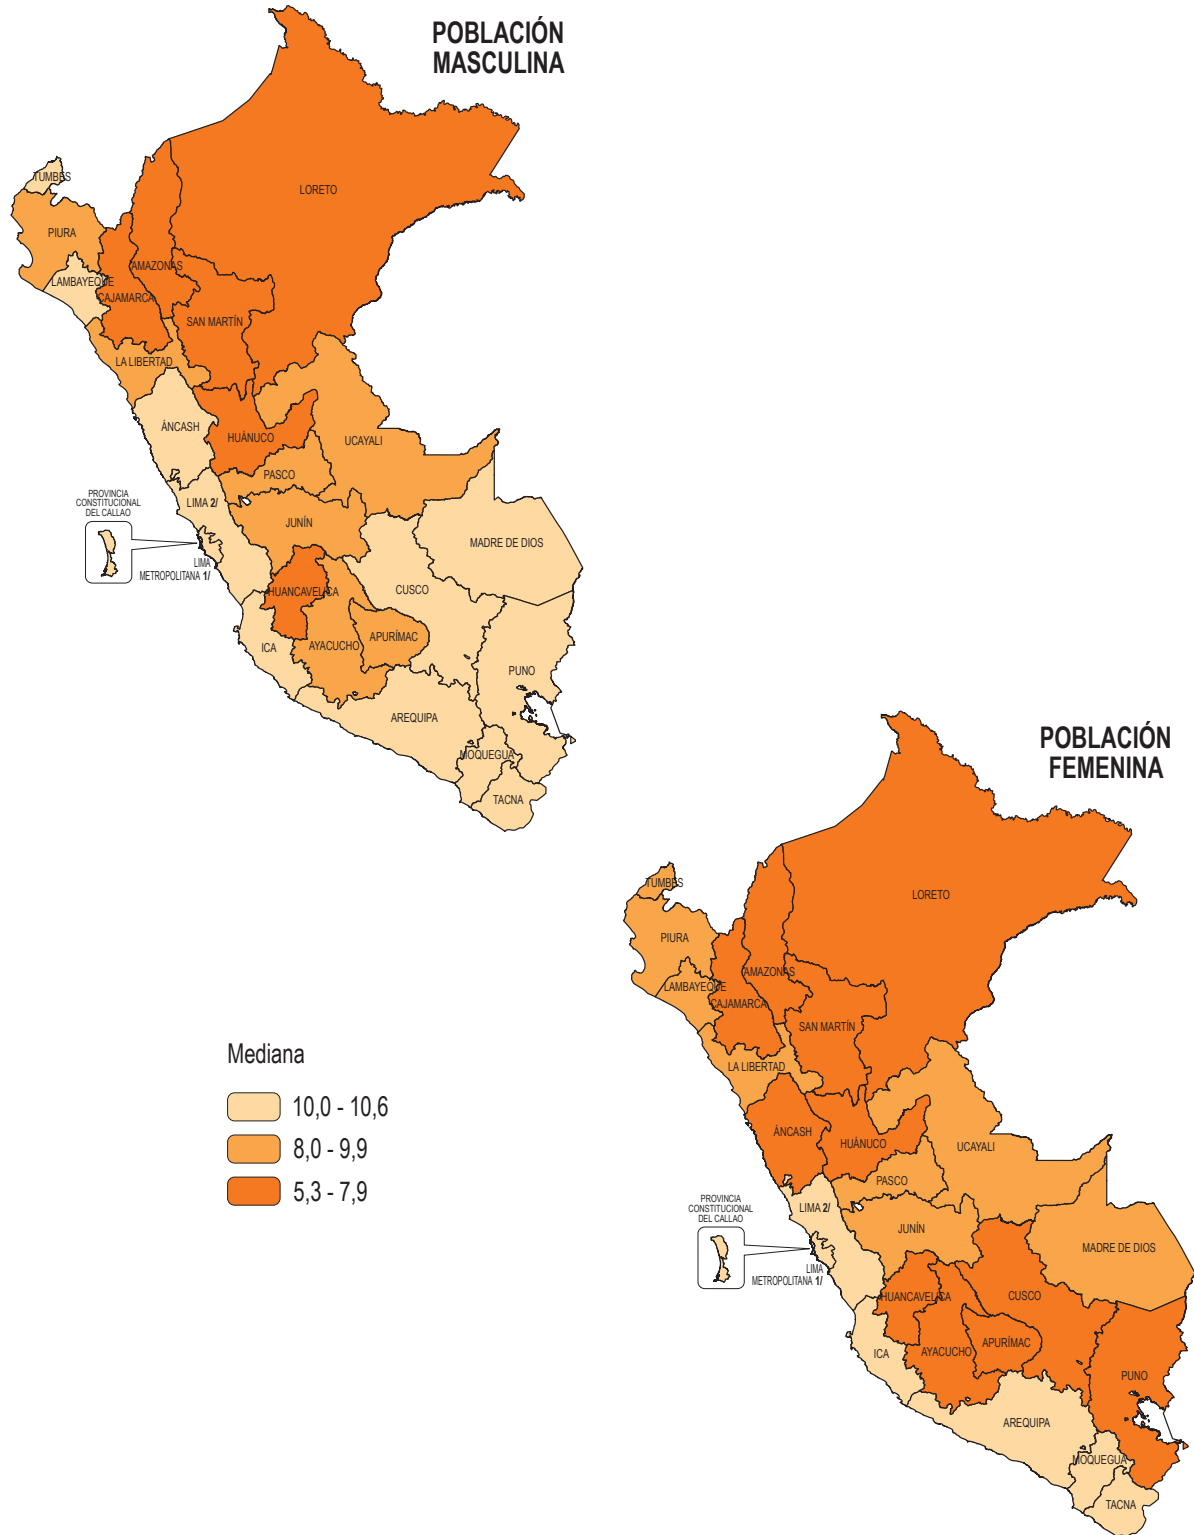 POBLACIÓN
MASCULINA
LORETO
TUMBES
PIURA
AMAZONAS
LAMBAYEQUE
CAJAMARCA
SAN MARTÍN
LA LIBERTAD
ÁNCASH
HUÁNUCO
UCAYALI
PASCO
PROVINCIA
CONSTITUCIONAL
DEL CALLAO
LIMA 2/
JUNÍN
MADRE DE DIOS
LIMA
METROPOLITANA 1/
HUANCAVELICA
CUSCO
ICA
AYACUCHO
APURÍMAC
PUNO
AREQUIPA
MOQUEGUA
TACNA
POBLACIÓN
FEMENINA
LORETO
TUMBES
PIURA
AMAZONAS
LAMBAYEQUE
CAJAMARCA
SAN MARTÍN
LA LIBERTAD
ÁNCASH
HUÁNUCO
UCAYALI
PASCO
PROVINCIA
CONSTITUCIONAL
DEL CALLAO
LIMA 2/
JUNÍN
MADRE DE DIOS
LIMA
METROPOLITANA 1/
HUANCAVELICA
CUSCO
ICA
AYACUCHO
APURÍMAC
PUNO
AREQUIPA
MOQUEGUA
TACNA
Mediana
10,0 - 10,6
8,0 - 9,9
5,3 - 7,9